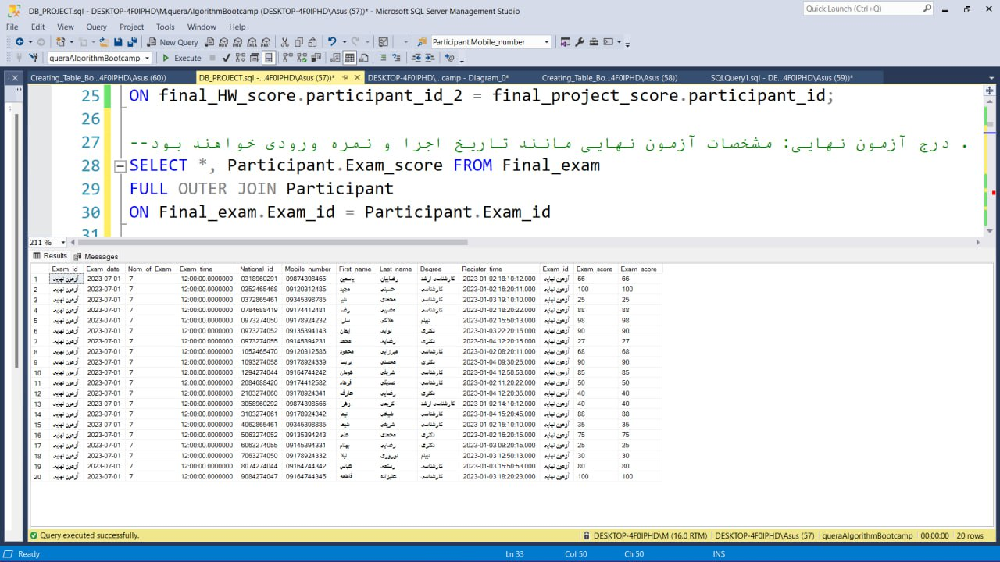 DB_PROJECT.sql - DESKTOP-4F0IPHD\M.queraAlgorithmBootcamp (DESKTOP-4F0IPHD\Asus (57))* - Microsoft SQL Server Management Studio
Quick Launch (Ctrl+Q)
File Edit View Query Project Tools Window Help
New Query MDX DMX XMLA DAX Participant.Mobile_number
queraAlgorithmBootcamp Execute
Creating_Table_Bo...4F0IPHD\Asus (60)) DB_PROJECT.sql -...4F0IPHD\Asus (57))* DESKTOP-4F0IPHD\...camp - Diagram_0* Creating_Table_Bo...4F0IPHD\Asus (58)) SQLQuery1.sql - DE...4F0IPHD\Asus (59))*
25 ON final_HW_score.participant_id_2 = final_project_score.participant_id;
26
27 --درج آزمون نهایی: مشخصات آزمون نهایی مانند تاریخ اجرا و نمره ورودی خواهند بود .
28 SELECT *, Participant.Exam_score FROM Final_exam
29 FULL OUTER JOIN Participant
30 ON Final_exam.Exam_id = Participant.Exam_id
31
211 %
Results Messages
Exam_id Exam_date Nom_of_Exam Exam_time National_id Mobile_number First_name Last_name Degree Register_time Exam_id Exam_score Exam_score
1 آزمون نهایی 2023-07-01 7 12:00:00.0000000 0318960291 09874398465 یاسمین رضاییان کارشناسی ارشد 2023-01-02 18:10:12.000 آزمون نهایی 66 66
2 آزمون نهایی 2023-07-01 7 12:00:00.0000000 0352465468 09120312485 مجید حسینی کارشناسی 2023-01-02 16:20:11.000 آزمون نهایی 100 100
3 آزمون نهایی 2023-07-01 7 12:00:00.0000000 0372865461 09345398785 دنیا محمدی کارشناسی 2023-01-03 19:10:10.000 آزمون نهایی 25 25
4 آزمون نهایی 2023-07-01 7 12:00:00.0000000 0784688419 09174412481 رضا کارشناسی 2023-01-02 18:20:22.000 آزمون نهایی 88 88
5 آزمون نهایی 2023-07-01 7 12:00:00.0000000 0973274050 09178924232 سارا دیپلم 2023-01-02 15:50:13.000 آزمون نهایی 98 98
6 آزمون نهایی 2023-07-01 7 12:00:00.0000000 0973274052 09135394143 ایمان نوایی دکتری 2023-01-03 22:20:15.000 آزمون نهایی 90 90
7 آزمون نهایی 2023-07-01 7 12:00:00.0000000 0973274055 09145394231 محمد رضایی دکتری 2023-01-04 12:20:15.000 آزمون نهایی 27 27
8 آزمون نهایی 2023-07-01 7 12:00:00.0000000 1052465470 09120312586 محمود میرزایی کارشناسی 2023-01-02 08:20:11.000 آزمون نهایی 68 68
9 آزمون نهایی 2023-07-01 7 12:00:00.0000000 1093274058 09178924339 پریسا محسنی دکتری 2023-01-04 09:30:25.000 آزمون نهایی 90 90
10 آزمون نهایی 2023-07-01 7 12:00:00.0000000 1294274044 09164744242 هومان شریفی کارشناسی 2023-01-04 12:50:53.000 آزمون نهایی 85 85
11 آزمون نهایی 2023-07-01 7 12:00:00.0000000 2084688420 09174412582 فرهاد صدیقی کارشناسی 2023-01-02 11:20:22.000 آزمون نهایی 50 50
12 آزمون نهایی 2023-07-01 7 12:00:00.0000000 2103274060 09178924341 عارف رضایی دکتری 2023-01-04 12:20:35.000 آزمون نهایی 40 40
13 آزمون نهایی 2023-07-01 7 12:00:00.0000000 3058960292 09874398566 زهرا کریمی کارشناسی ارشد 2023-01-02 14:10:12.000 آزمون نهایی 40 40
14 آزمون نهایی 2023-07-01 7 12:00:00.0000000 3103274061 09178924342 نیما شیخی کارشناسی 2023-01-04 15:20:45.000 آزمون نهایی 88 88
15 آزمون نهایی 2023-07-01 7 12:00:00.0000000 4062865461 09345398885 شیما شریفی کارشناسی 2023-01-02 15:10:10.000 آزمون نهایی 35 35
16 آزمون نهایی 2023-07-01 7 12:00:00.0000000 5063274052 09135394243 علی محمدی دکتری 2023-01-02 16:20:15.000 آزمون نهایی 75 75
17 آزمون نهایی 2023-07-01 7 12:00:00.0000000 6063274055 09145394331 بهنام رضایی دکتری 2023-01-03 09:20:15.000 آزمون نهایی 25 25
18 آزمون نهایی 2023-07-01 7 12:00:00.0000000 7063274050 09178924332 لیلا نوروزی دیپلم 2023-01-03 12:50:13.000 آزمون نهایی 30 30
19 آزمون نهایی 2023-07-01 7 12:00:00.0000000 8074274044 09164744342 عباس رستمی کارشناسی 2023-01-03 15:50:53.000 آزمون نهایی 80 80
20 آزمون نهایی 2023-07-01 7 12:00:00.0000000 9084274047 09164744345 فاطمه علیزاده کارشناسی 2023-01-03 18:20:23.000 آزمون نهایی 100 100
Query executed successfully. DESKTOP-4F0IPHD\M (16.0 RTM) DESKTOP-4F0IPHD\Asus (57) queraAlgorithmBootcamp 00:00:00 20 rows
Ready Ln 33 Col 50 Ch 50 INS